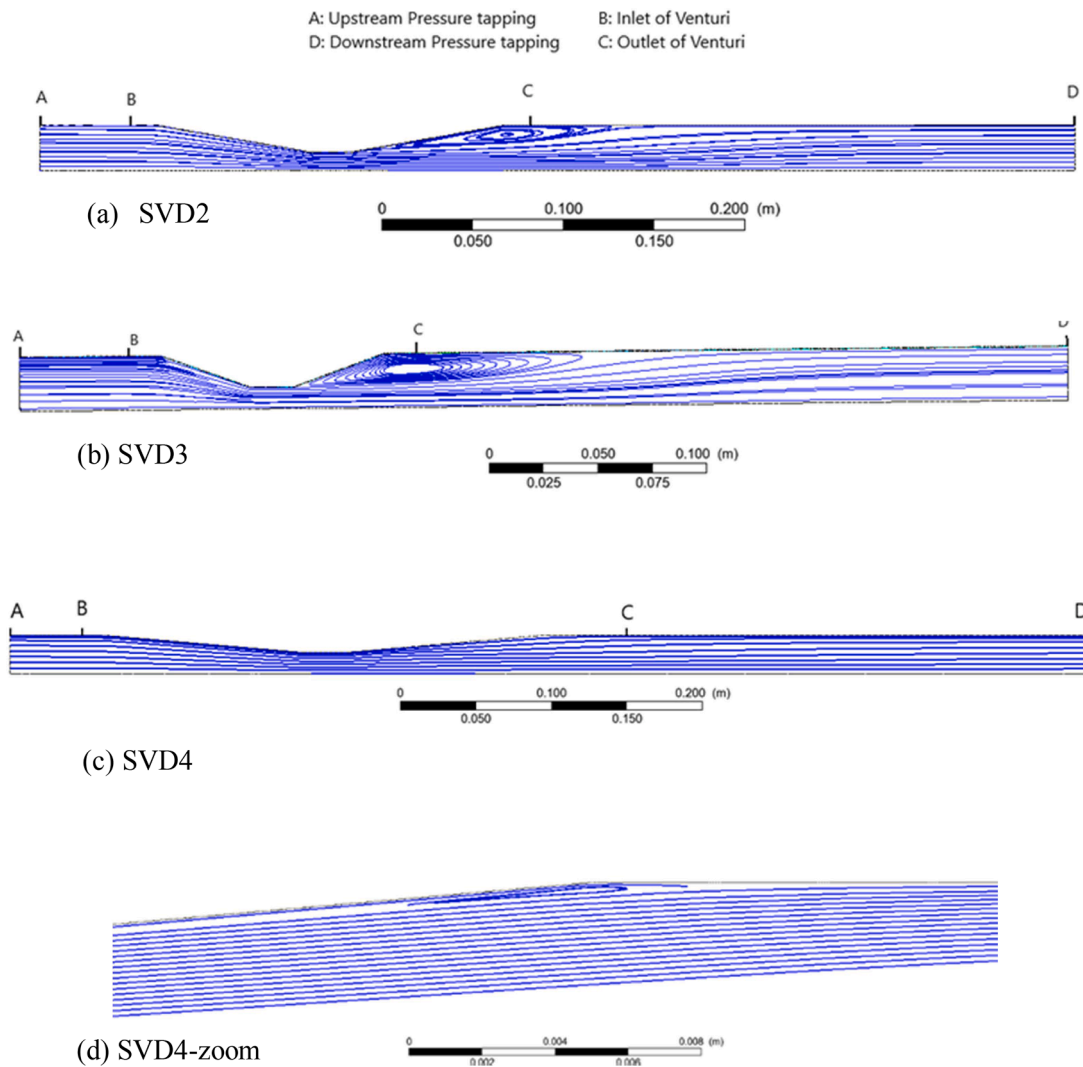 A: Upstream Pressure tapping B: Inlet of Venturi
D: Downstream Pressure tapping C: Outlet of Venturi
A B C D
0 0.100 0.200 (m)
0.050 0.150
(a) SVD2
A B C D
0 0.050 0.100 (m)
0.025 0.075
(b) SVD3
A B C D
0 0.100 0.200 (m)
0.050 0.150
(c) SVD4
0 0.004 0.008 (m)
0.002 0.006
(d) SVD4-zoom